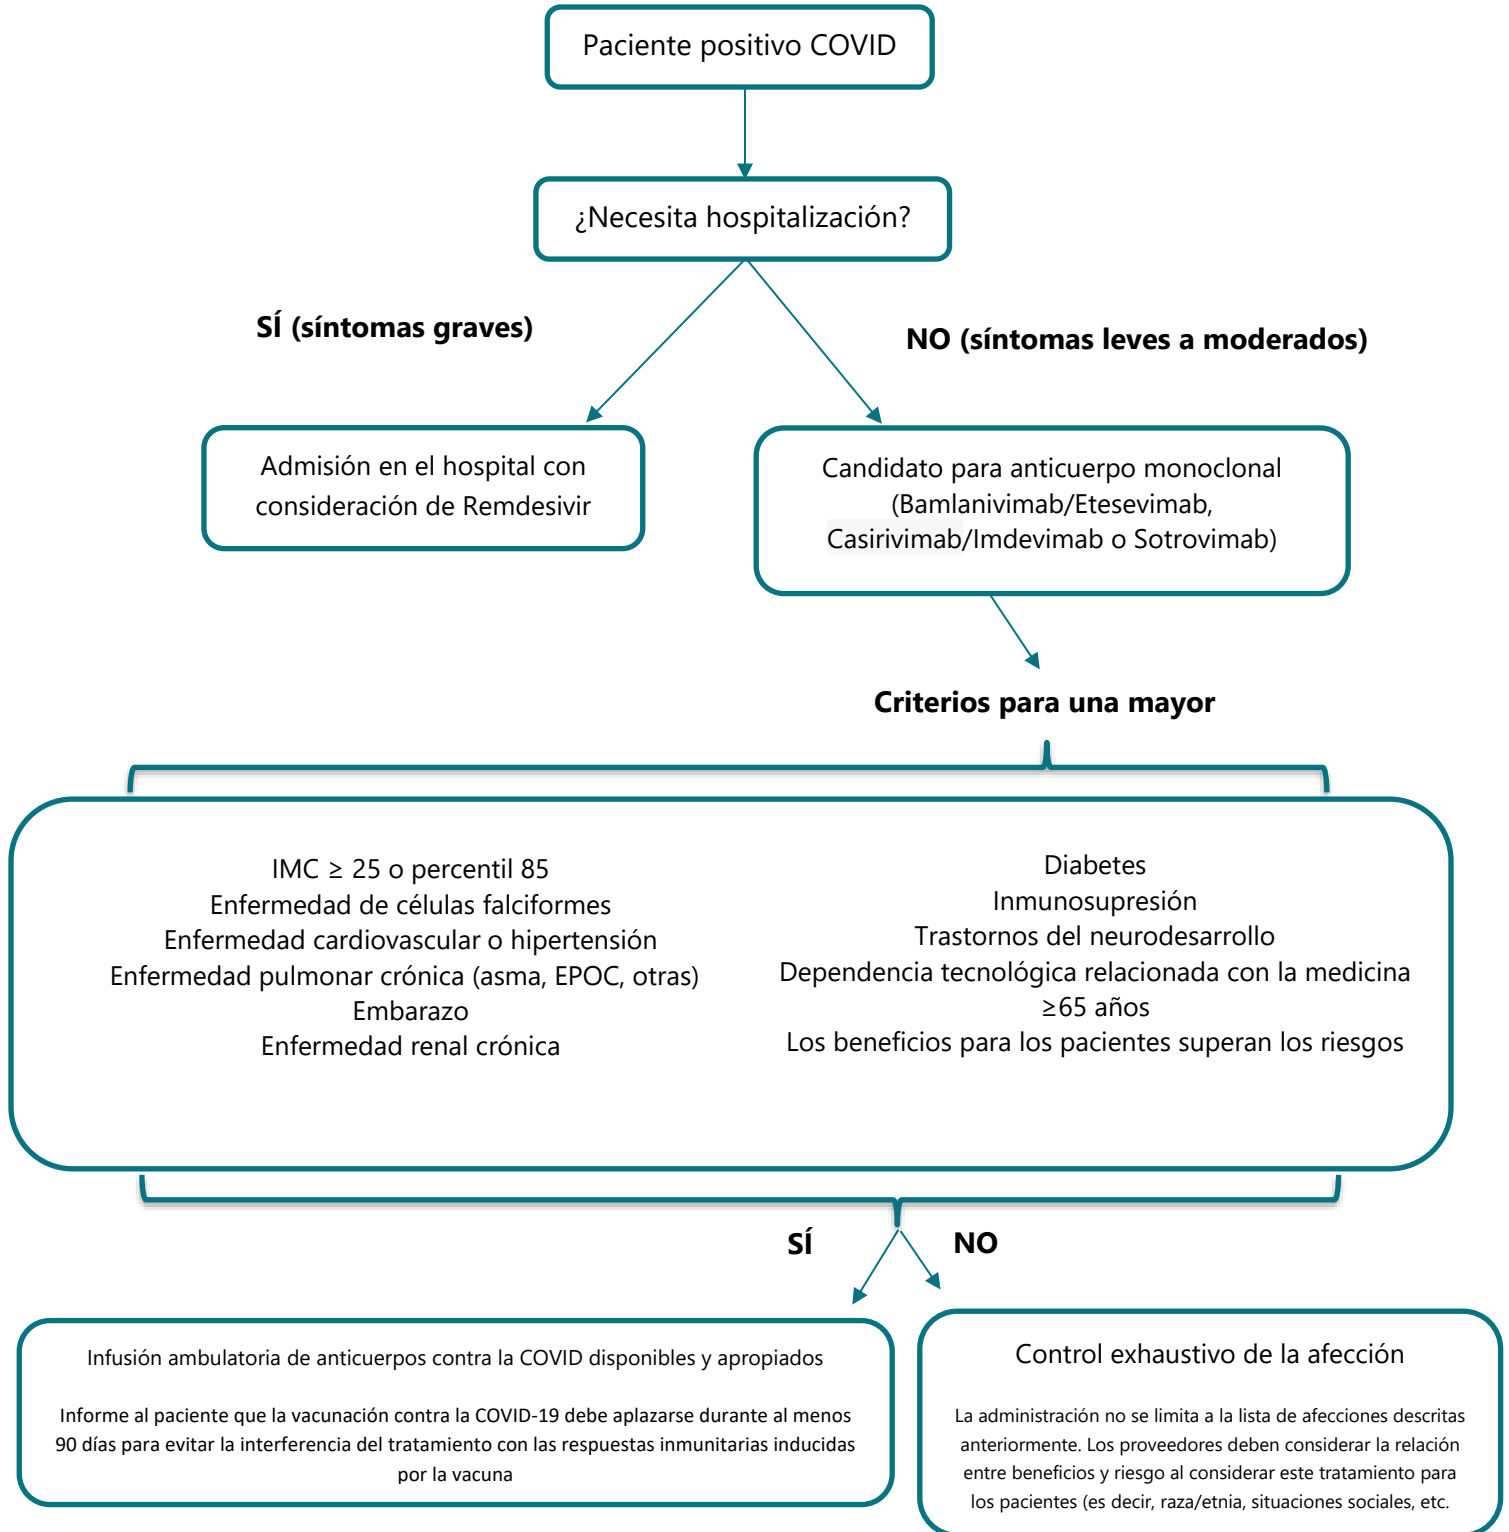 Paciente positivo COVID
¿Necesita hospitalización?
SÍ (síntomas graves)
NO (síntomas leves a moderados)
Admisión en el hospital con
consideración de Remdesivir
Candidato para anticuerpo monoclonal
(Bamlanivimab/Etesevimab,
Casirivimab/Imdevimab o Sotrovimab)
Criterios para una mayor
IMC ≥ 25 o percentil 85
Enfermedad de células falciformes
Enfermedad cardiovascular o hipertensión
Enfermedad pulmonar crónica (asma, EPOC, otras)
Embarazo
Enfermedad renal crónica
Diabetes
Inmunosupresión
Trastornos del neurodesarrollo
Dependencia tecnológica relacionada con la medicina
≥65 años
Los beneficios para los pacientes superan los riesgos
SÍ
NO
Infusión ambulatoria de anticuerpos contra la COVID disponibles y apropiados
Informe al paciente que la vacunación contra la COVID-19 debe aplazarse durante al menos
90 días para evitar la interferencia del tratamiento con las respuestas inmunitarias inducidas
por la vacuna
Control exhaustivo de la afección
La administración no se limita a la lista de afecciones descritas
anteriormente. Los proveedores deben considerar la relación
entre beneficios y riesgo al considerar este tratamiento para
los pacientes (es decir, raza/etnia, situaciones sociales, etc.